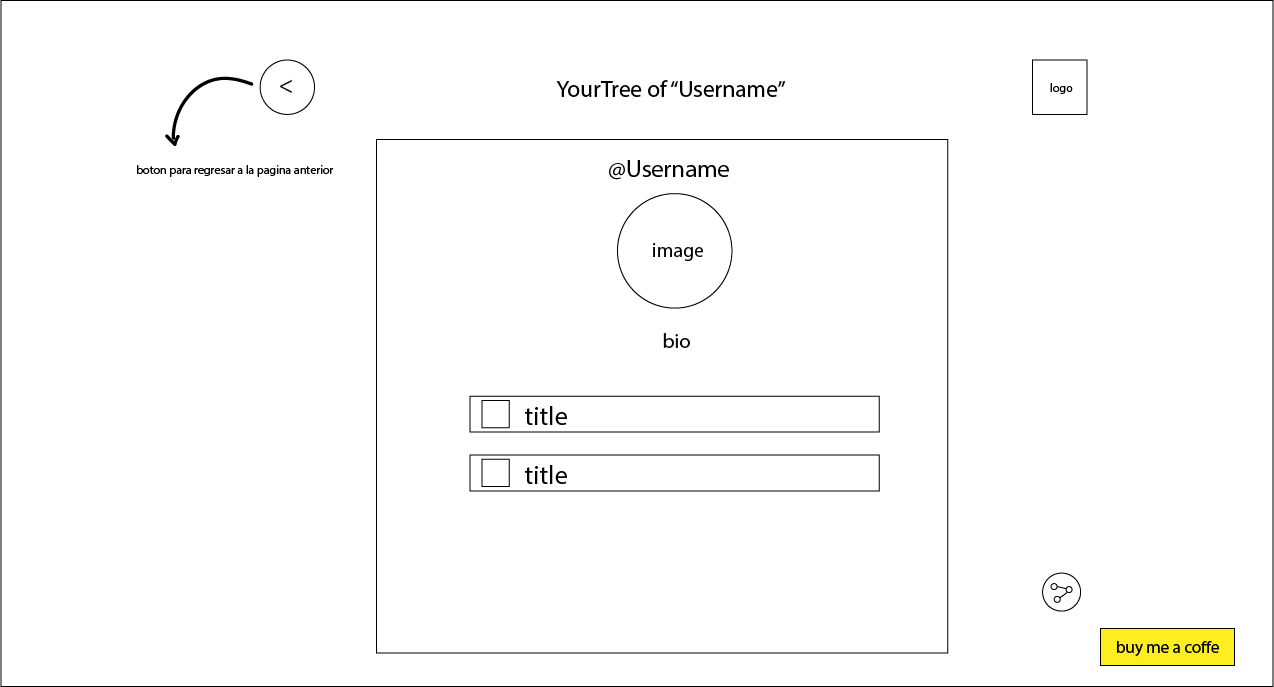 <
YourTree of “Username”
logo
boton para regresar a la pagina anterior
@Username
image
bio
title
title
buy me a coffe